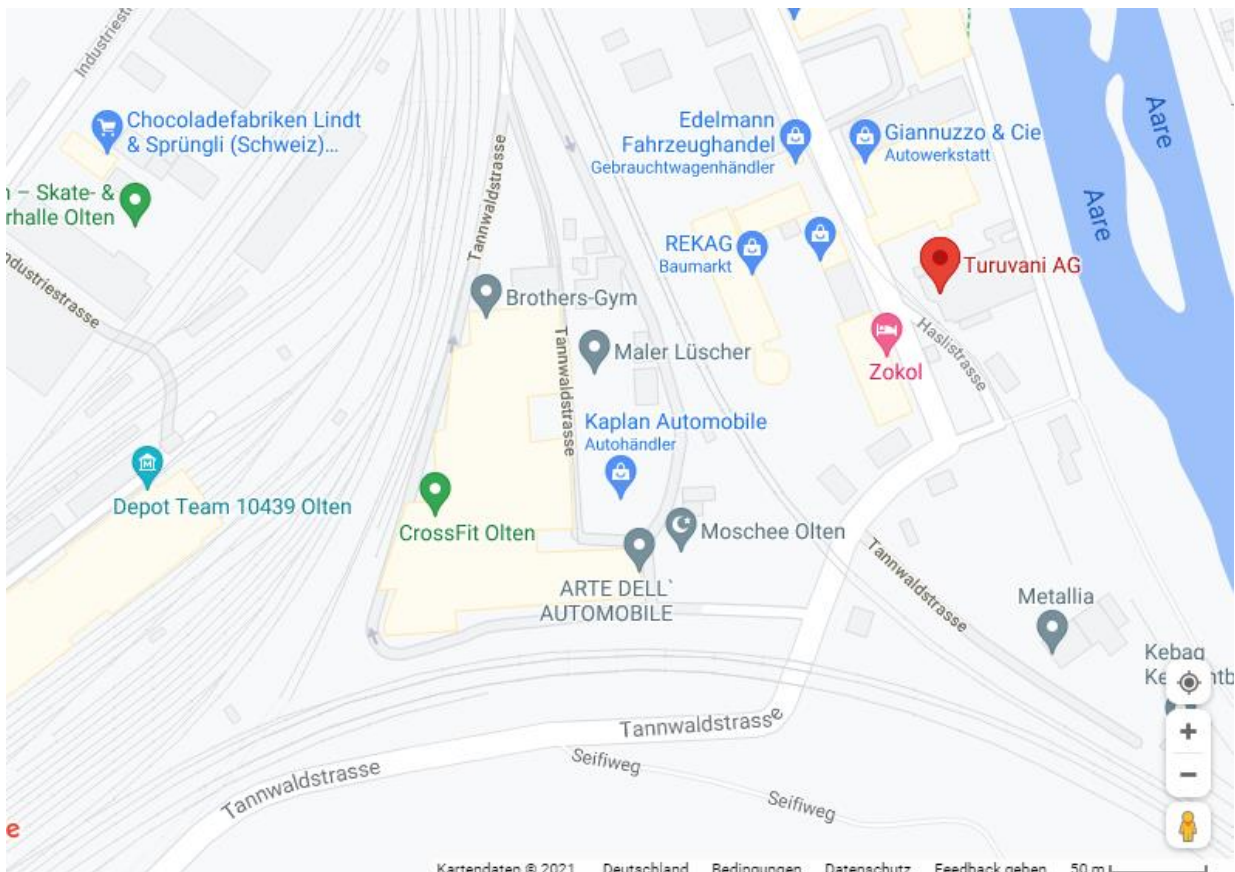 Industriestrasse
Aare
Chocoladefabriken Lindt
& Sprüngli (Schweiz)...
Edelmann
Fahrzeughandel
Gebrauchtwagenhändler
Giannuzzo & Cie
Autowerkstatt
– Skate- &
rhalle Olten
Tannwaldstrasse
Aare
REKAG
Baumarkt
Turuvani AG
ndustriestrasse
Brothers-Gym
Tannwaldstrasse
Maler Lüscher
Haslistrasse
Zokol
Kaplan Automobile
Autohändler
Depot Team 10439 Olten
CrossFit Olten
Moschee Olten
ARTE DELL`
AUTOMOBILE
Tannwaldstrasse
Metallia
Kebag
Tannwaldstrasse
Tannwaldstrasse
Seifiweg
Seifiweg
e
Kartendaten © 2021 Deutschland Bedingungen Datenschutz Feedback geben 50 m